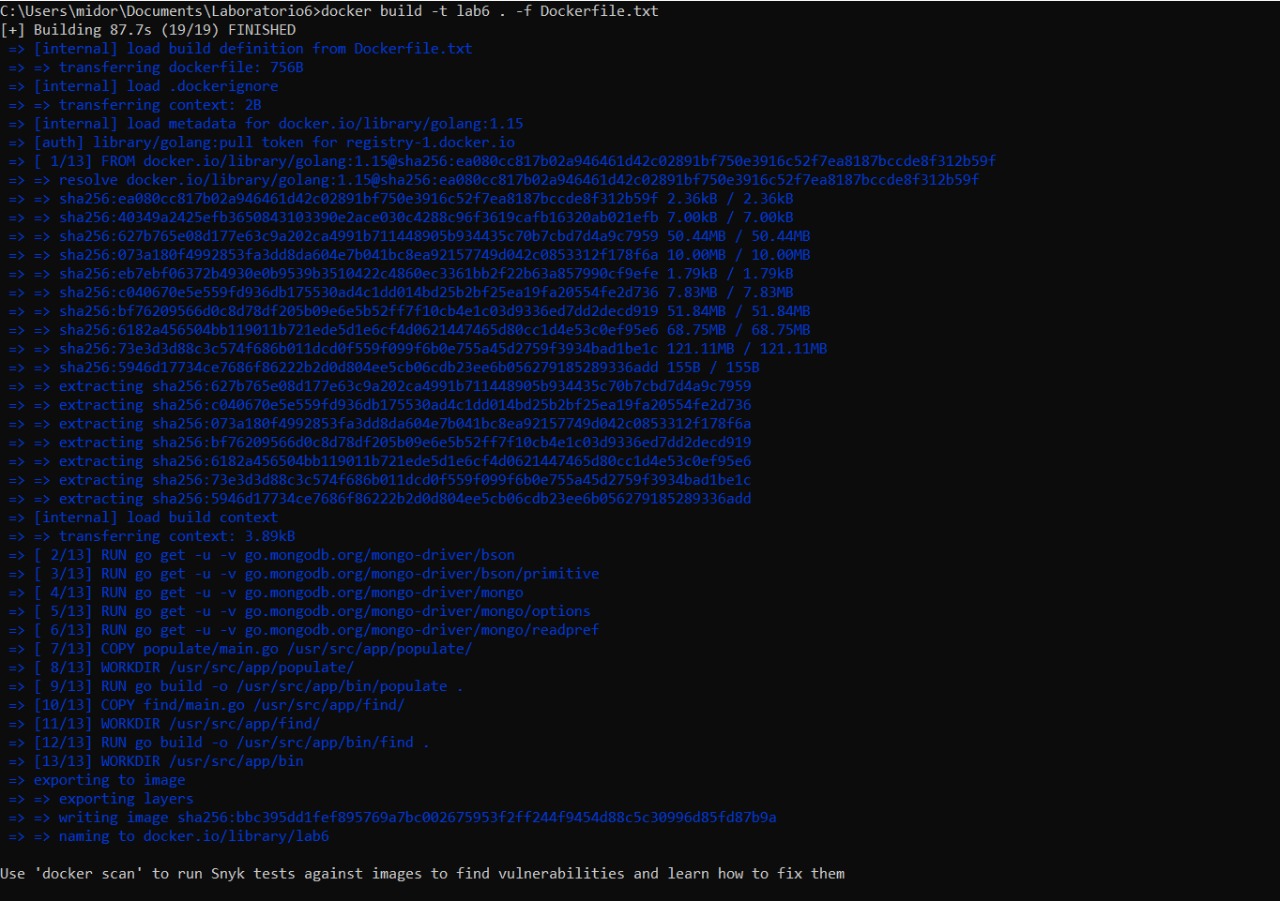 C:\Users\midor\Documents\Laboratorio6>docker build -t lab6 . -f Dockerfile.txt
[+] Building 87.7s (19/19) FINISHED
=> [internal] load build definition from Dockerfile.txt
=> => transferring dockerfile: 756B
=> [internal] load .dockerignore
=> => transferring context: 2B
=> [internal] load metadata for docker.io/library/golang:1.15
=> [auth] library/golang:pull token for registry-1.docker.io
=> [ 1/13] FROM docker.io/library/golang:1.15@sha256:ea080cc817b02a946461d42c02891bf750e3916c52f7ea8187bccde8f312b59f
=> => resolve docker.io/library/golang:1.15@sha256:ea080cc817b02a946461d42c02891bf750e3916c52f7ea8187bccde8f312b59f
=> => sha256:ea080cc817b02a946461d42c02891bf750e3916c52f7ea8187bccde8f312b59f 2.36kB / 2.36kB
=> => sha256:40349a2425efb3650843103390e2ace030c4288c96f3619cafb16320ab021efb 7.00kB / 7.00kB
=> => sha256:627b765e08d177e63c9a202ca4991b711448905b934435c70b7cbd7d4a9c7959 50.44MB / 50.44MB
=> => sha256:073a180f4992853fa3dd8da604e7b041bc8ea92157749d042c0853312f178f6a 10.00MB / 10.00MB
=> => sha256:eb7ebf06372b4930e0b9539b3510422c4860ec3361bb2f22b63a857990cf9efe 1.79kB / 1.79kB
=> => sha256:c040670e5e559fd936db175530ad4c1dd014bd25b2bf25ea19fa20554fe2d736 7.83MB / 7.83MB
=> => sha256:bf76209566d0c8d78df205b09e6e5b52ff7f10cb4e1c03d9336ed7dd2decd919 51.84MB / 51.84MB
=> => sha256:6182a456504bb119011b721ede5d1e6cf4d0621447465d80cc1d4e53c0ef95e6 68.75MB / 68.75MB
=> => sha256:73e3d3d88c3c574f686b011dcd0f559f099f6b0e755a45d2759f3934bad1be1c 121.11MB / 121.11MB
=> => sha256:5946d17734ce7686f86222b2d0d804ee5cb06cdb23ee6b056279185289336add 155B / 155B
=> => extracting sha256:627b765e08d177e63c9a202ca4991b711448905b934435c70b7cbd7d4a9c7959
=> => extracting sha256:c040670e5e559fd936db175530ad4c1dd014bd25b2bf25ea19fa20554fe2d736
=> => extracting sha256:073a180f4992853fa3dd8da604e7b041bc8ea92157749d042c0853312f178f6a
=> => extracting sha256:bf76209566d0c8d78df205b09e6e5b52ff7f10cb4e1c03d9336ed7dd2decd919
=> => extracting sha256:6182a456504bb119011b721ede5d1e6cf4d0621447465d80cc1d4e53c0ef95e6
=> => extracting sha256:73e3d3d88c3c574f686b011dcd0f559f099f6b0e755a45d2759f3934bad1be1c
=> => extracting sha256:5946d17734ce7686f86222b2d0d804ee5cb06cdb23ee6b056279185289336add
=> [internal] load build context
=> => transferring context: 3.89kB
=> [ 2/13] RUN go get -u -v go.mongodb.org/mongo-driver/bson
=> [ 3/13] RUN go get -u -v go.mongodb.org/mongo-driver/bson/primitive
=> [ 4/13] RUN go get -u -v go.mongodb.org/mongo-driver/mongo
=> [ 5/13] RUN go get -u -v go.mongodb.org/mongo-driver/mongo/options
=> [ 6/13] RUN go get -u -v go.mongodb.org/mongo-driver/mongo/readpref
=> [ 7/13] COPY populate/main.go /usr/src/app/populate/
=> [ 8/13] WORKDIR /usr/src/app/populate/
=> [ 9/13] RUN go build -o /usr/src/app/bin/populate .
=> [10/13] COPY find/main.go /usr/src/app/find/
=> [11/13] WORKDIR /usr/src/app/find/
=> [12/13] RUN go build -o /usr/src/app/bin/find .
=> [13/13] WORKDIR /usr/src/app/bin
=> exporting to image
=> => exporting layers
=> => writing image sha256:bbc395dd1fef895769a7bc002675953f2ff244f9454d88c5c30996d85fd87b9a
=> => naming to docker.io/library/lab6
Use 'docker scan' to run Snyk tests against images to find vulnerabilities and learn how to fix them